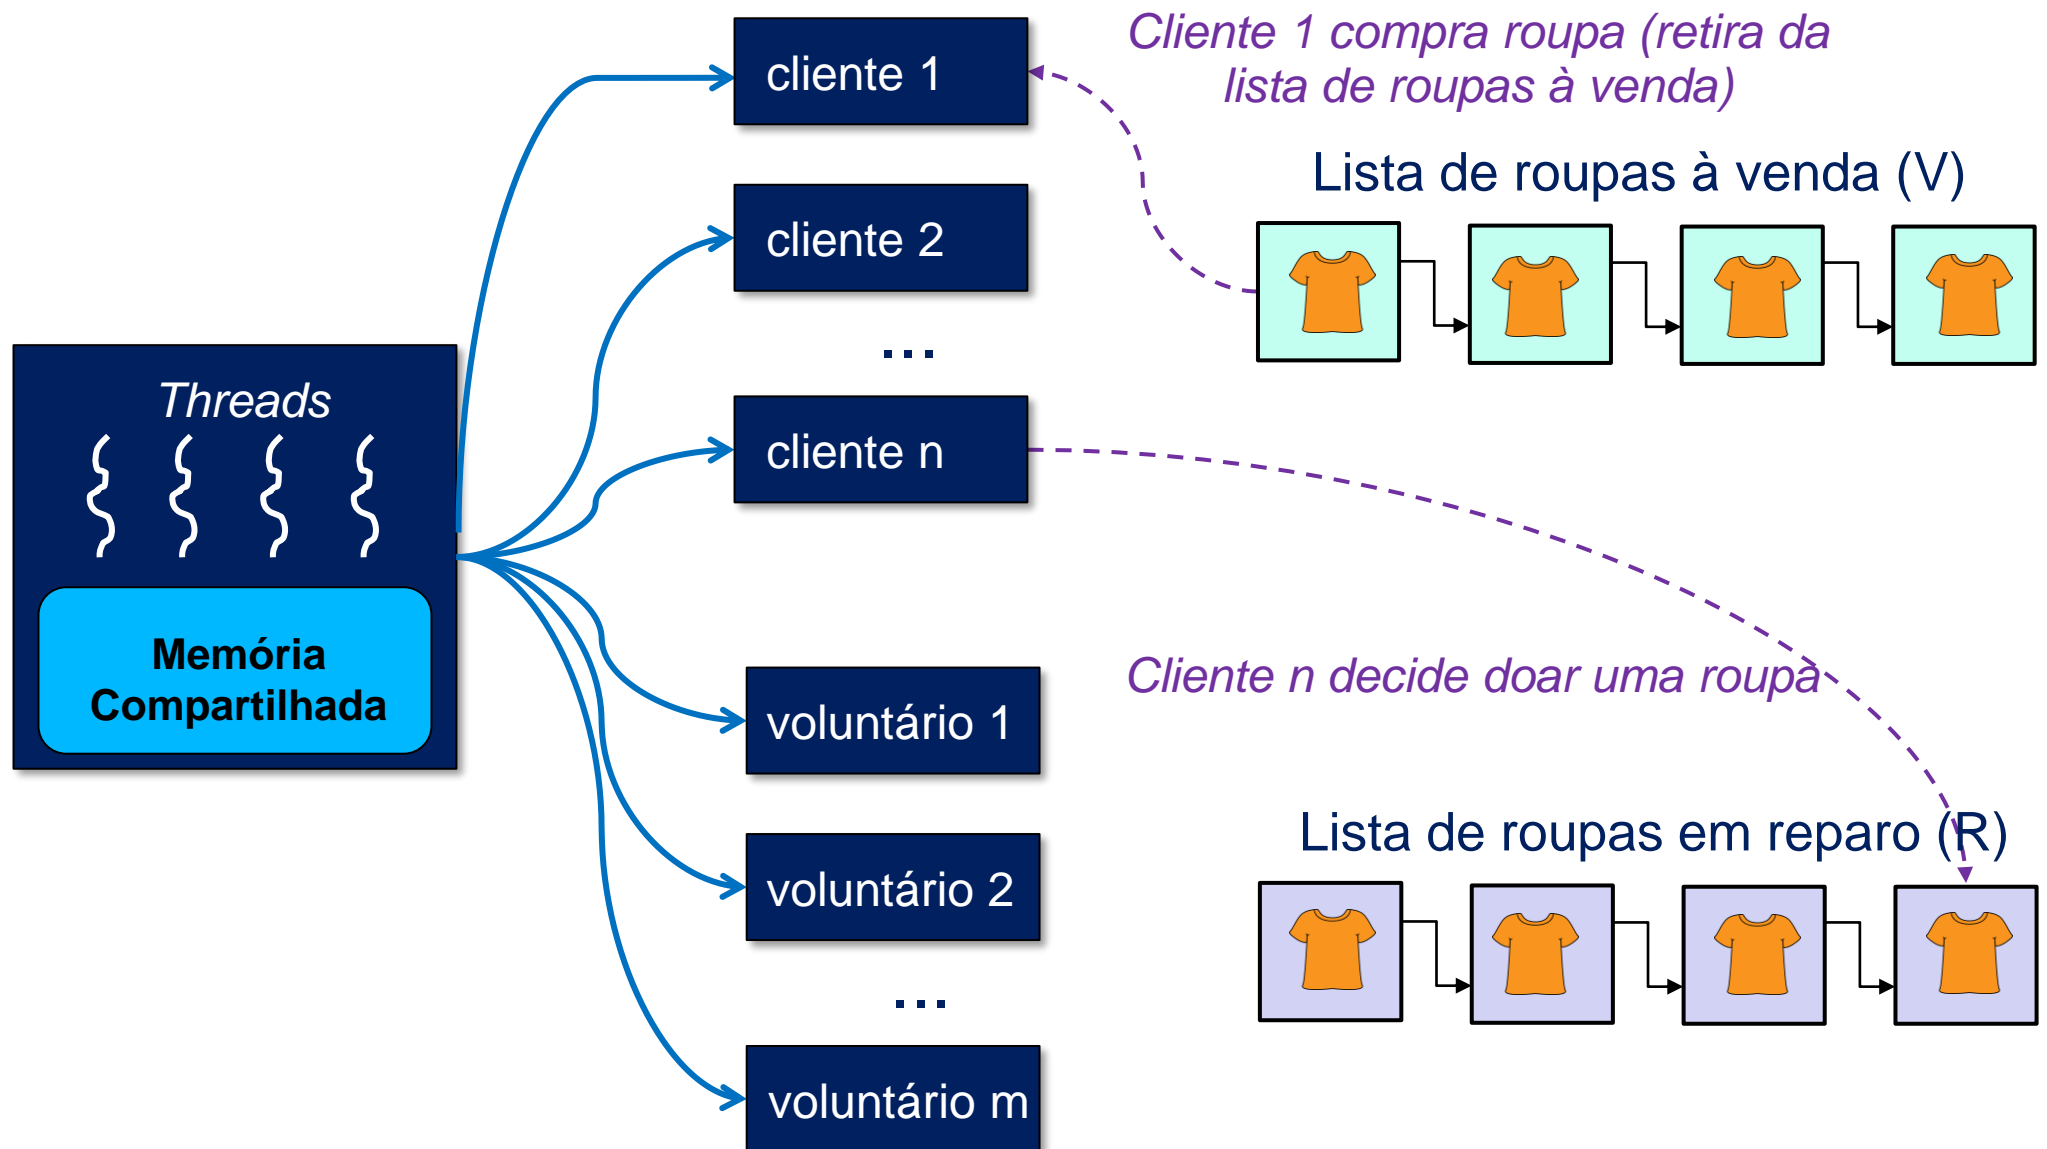 Cliente 1 compra roupa (retira da
lista de roupas à venda)
cliente 1
Lista de roupas à venda (V)
cliente 2
...
Threads
cliente n
Memória
Compartilhada
Cliente n decide doar uma roupa
voluntário 1
Lista de roupas em reparo (R)
voluntário 2
...
voluntário m